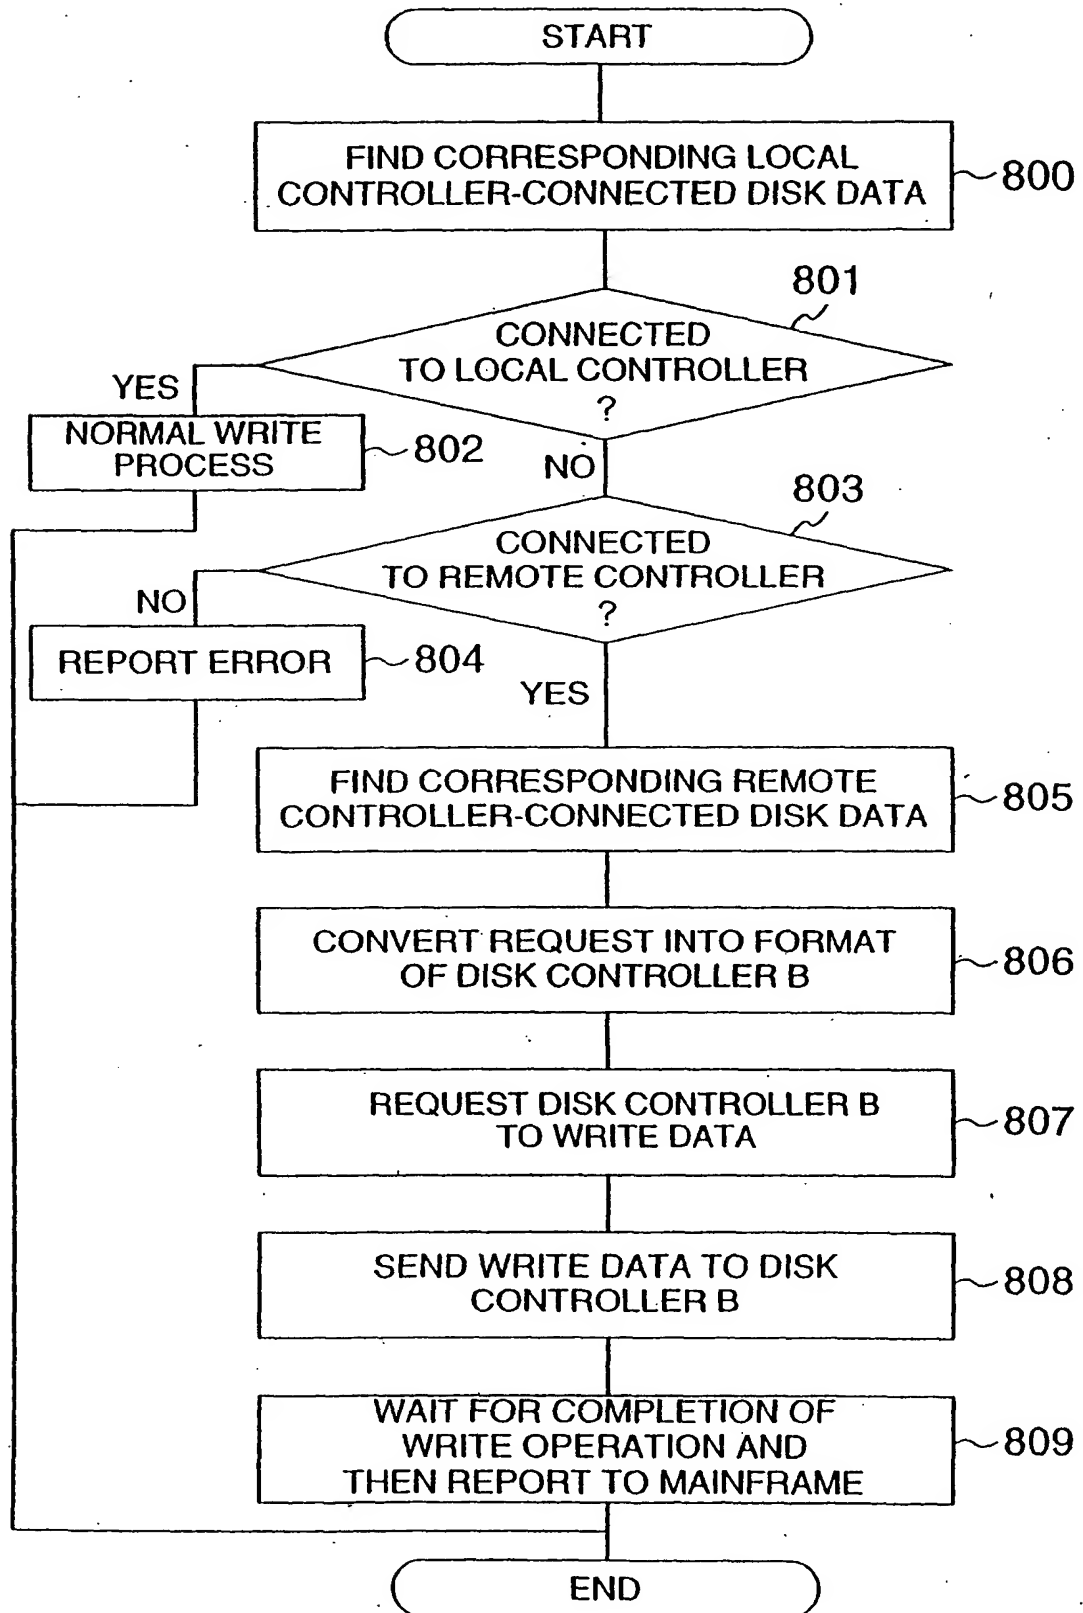 START
FIND CORRESPONDING LOCAL
CONTROLLER-CONNECTED DISK DATA
800
801
CONNECTED
TO LOCAL CONTROLLER
?
YES
NORMAL WRITE
PROCESS
802
NO
803
CONNECTED
TO REMOTE CONTROLLER
?
NO
REPORT ERROR
804
YES
FIND CORRESPONDING REMOTE
CONTROLLER-CONNECTED DISK DATA
805
CONVERT REQUEST INTO FORMAT
OF DISK CONTROLLER B
806
REQUEST DISK CONTROLLER B
TO WRITE DATA
807
SEND WRITE DATA TO DISK
CONTROLLER B
808
WAIT FOR COMPLETION OF
WRITE OPERATION AND
THEN REPORT TO MAINFRAME
809
END